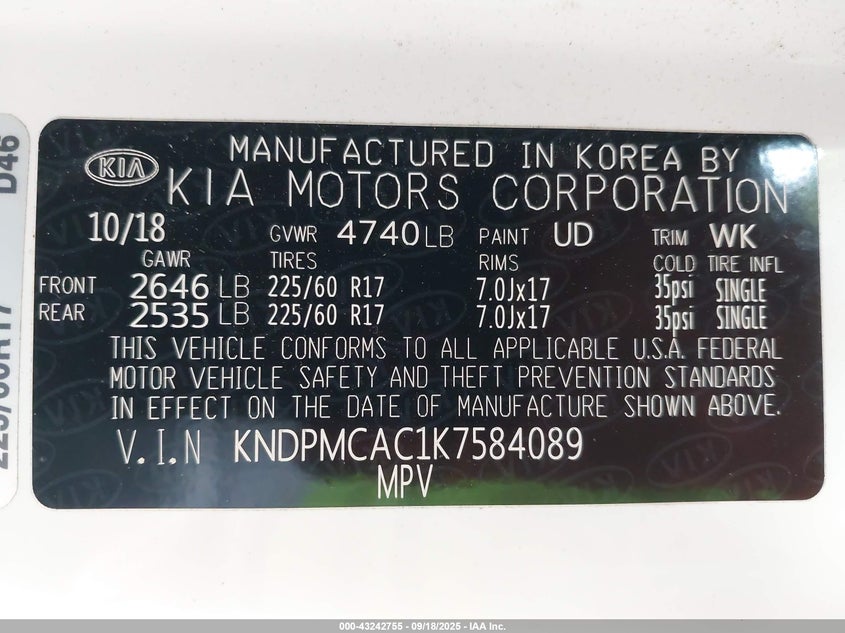 MANUFACTURED IN KOREA BY
KIA KIA MOTORS CORPORATION
10/18 GVWR 4740LB PAINT UD TRIM WK
GAWR TIRES RIMS COLD TIRE INFL
FRONT 2646 LB 225/60 R17 7.0Jx17 35psi SINGLE
REAR 2535 LB 225/60 R17 7.0Jx17 35psi SINGLE
THIS VEHICLE CONFORMS TO ALL APPLICABLE U.S.A. FEDERAL
MOTOR VEHICLE SAFETY AND THEFT PREVENTION STANDARDS
IN EFFECT ON THE DATE OF MANUFACTURE SHOWN ABOVE.
V.I.N KNDPMCAC1K7584089
MPV
D46
000-43242755 - 09/18/2025 - IAA Inc.